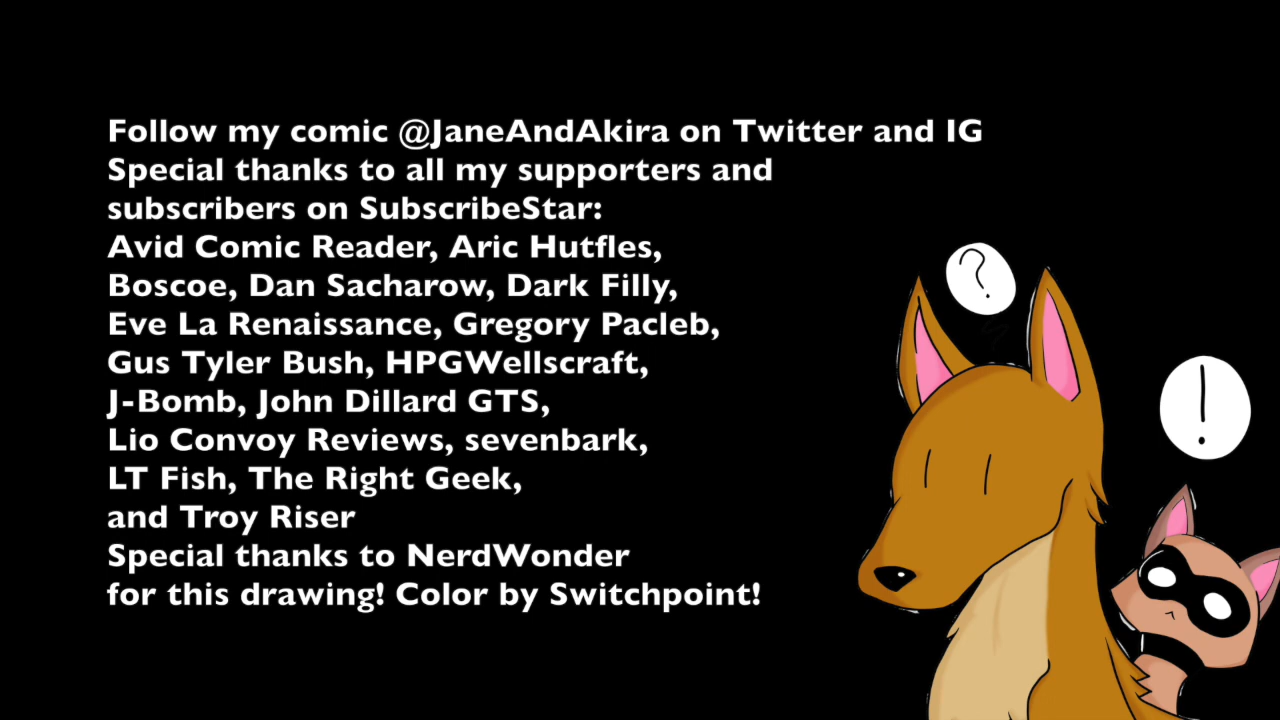 Follow my comic @JaneAndAkira on Twitter and IG
Special thanks to all my supporters and
subscribers on SubscribeStar:
Avid Comic Reader, Aric Hutfles,
Boscoe, Dan Sacharow, Dark Filly,
Eve La Renaissance, Gregory Pacleb,
Gus Tyler Bush, HPGWellscraft,
J-Bomb, John Dillard GTS,
Lio Convoy Reviews, sevenbark,
LT Fish, The Right Geek,
and Troy Riser
Special thanks to NerdWonder
for this drawing! Color by Switchpoint!
?
!